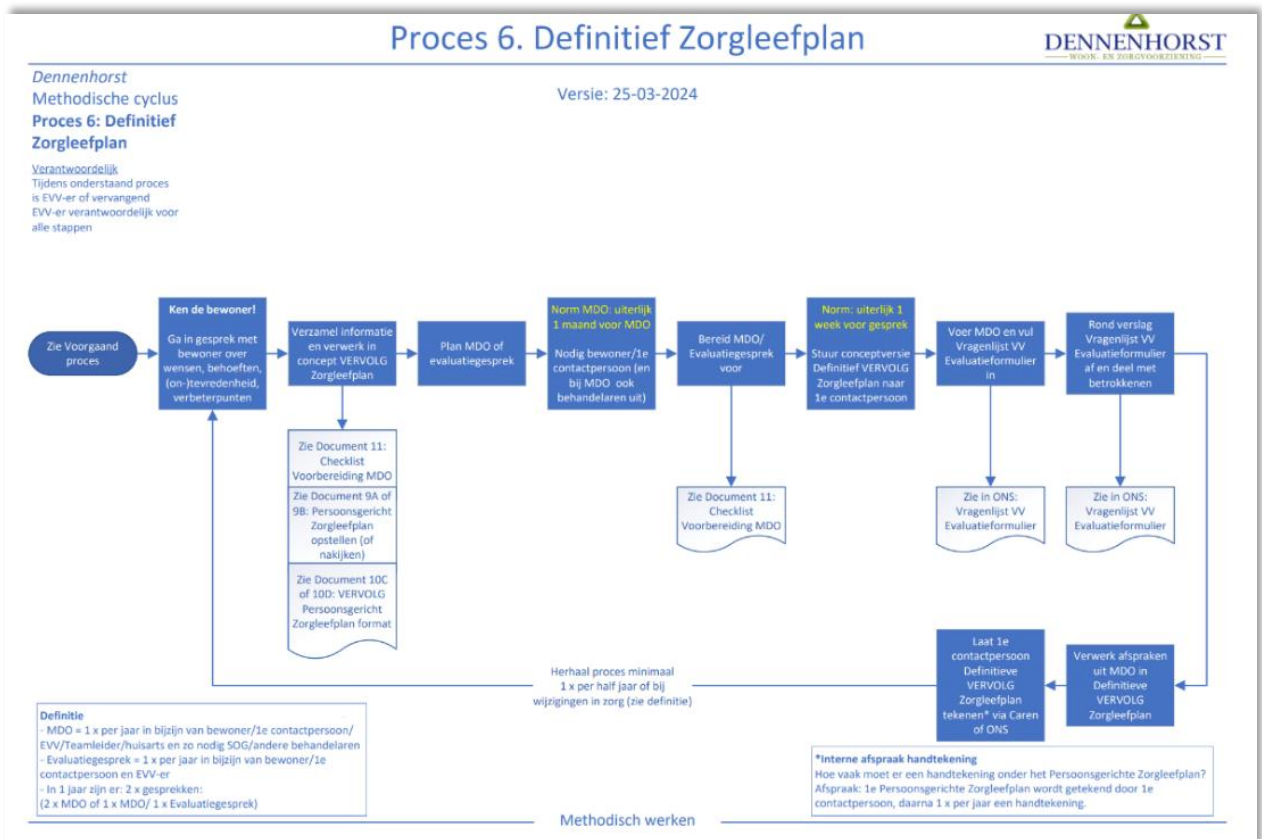 Proces 6. Definitief Zorgleefplan
DENNENHORST
WOON- EN ZORGVOORZIENING
Dennenhorst
Methodische cyclus
Proces 6: Definitief
Zorgleefplan
Versie: 25-03-2024
Verantwoordelijk
Tijdens onderstaand proces
is EVV-er of vervangend
EVV-er verantwoordelijk voor
alle stappen
Zie Voorgaand
proces
Ken de bewoner!
Ga in gesprek met
bewoner over
wensen, behoeften,
(on-)tevredenheid,
verbeterpunten
Verzamel informatie
en verwerk in
concept VERVOLG
Zorgleefplan
Plan MDO of
evaluatiegesprek
Norm MDO: uiterlijk
1 maand voor MDO
Nodig bewoner/1e
contactpersoon (en
bij MDO ook
behandelaren uit)
Bereid MDO/
Evaluatiegesprek
voor
Norm: uiterlijk 1
week voor gesprek
Stuur conceptversie
Definitief VERVOLG
Zorgleefplan naar
1e contactpersoon
Voer MDO en vul
Vragenlijst VV
Evaluatieformulier
in
Rond verslag
Vragenlijst VV
Evaluatieformulier
af en deel met
betrokkenen
Zie Document 11:
Checklist
Voorbereiding MDO
Zie Document 9A of
9B: Persoonsgericht
Zorgleefplan
opstellen (of
nakijken)
Zie Document 10C
of 10D: VERVOLG
Persoonsgericht
Zorgleefplan format
Zie Document 11:
Checklist
Voorbereiding MDO
Zie in ONS:
Vragenlijst VV
Evaluatieformulier
Zie in ONS:
Vragenlijst VV
Evaluatieformulier
Verwerk afspraken
uit MDO in
Definitieve
VERVOLG
Zorgleefplan
Laat 1e
contactpersoon
Definitieve
VERVOLG
Zorgleefplan
tekenen* via Caren
of ONS
Herhaal proces minimaal
1 x per half jaar of bij
wijzigingen in zorg (zie definitie)
Definitie
- MDO = 1 x per jaar in bijzijn van bewoner/1e contactpersoon/
EVV/Teamleider/huisarts en zo nodig SOG/andere behandelaren
- Evaluatiegesprek = 1 x per jaar in bijzijn van bewoner/1e
contactpersoon en EVV-er
- In 1 jaar zijn er: 2 x gesprekken:
(2 x MDO of 1 x MDO/ 1 x Evaluatiegesprek)
*Interne afspraak handtekening
Hoe vaak moet er een handtekening onder het Persoonsgerichte Zorgleefplan?
Afspraak: 1e Persoonsgerichte Zorgleefplan wordt getekend door 1e
contactpersoon, daarna 1 x per jaar een handtekening.
Methodisch werken